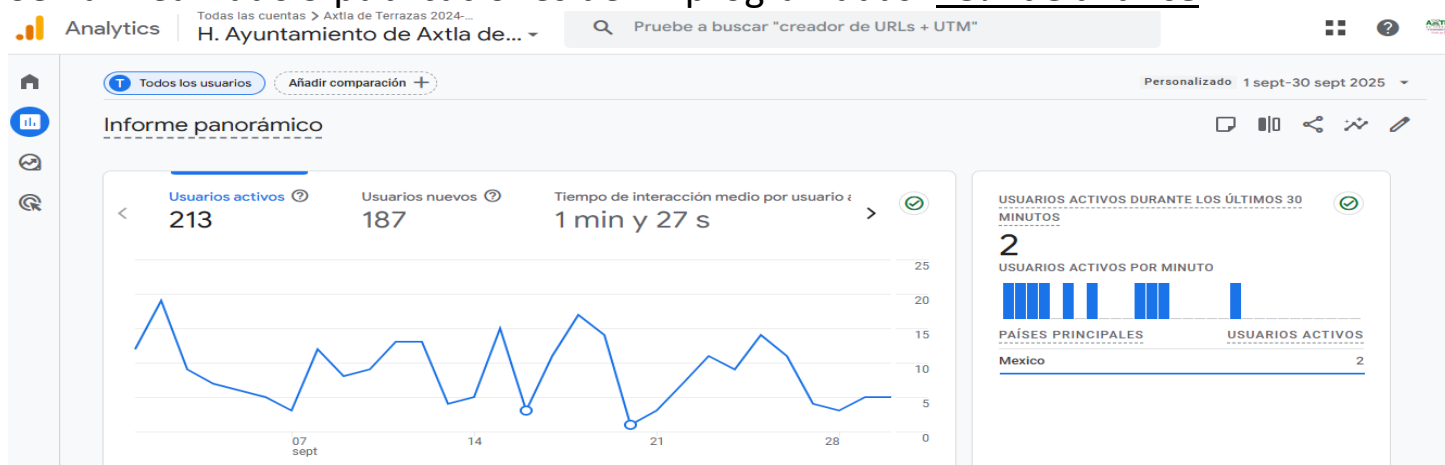 Todas las cuentas > Axtla de Terrazas 2024-...
Analytics
H. Ayuntamiento de Axtla de...
Pruebe a buscar "creador de URLs + UTM"
T Todos los usuarios
Añadir comparación +
Personalizado 1 sept-30 sept 2025
Informe panorámico
Usuarios activos
213
Usuarios nuevos
187
Tiempo de interacción medio por usuario
1 min y 27 s
25
20
15
10
5
0
07
sept
14
21
28
USUARIOS ACTIVOS DURANTE LOS ÚLTIMOS 30
MINUTOS
2
USUARIOS ACTIVOS POR MINUTO
PAÍSES PRINCIPALES USUARIOS ACTIVOS
Mexico 2